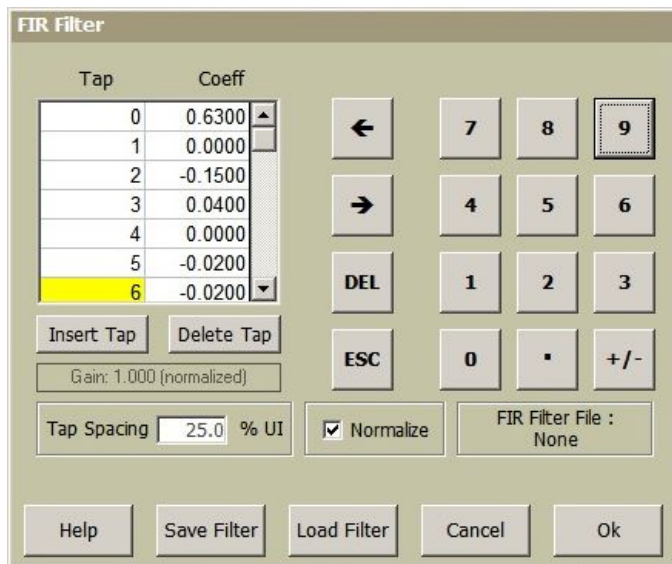 FIR Filter
Tap Coeff
0 0.6300
1 0.0000
2 -0.1500
3 0.0400
4 0.0000
5 -0.0200
6 -0.0200
Insert Tap Delete Tap
Gain: 1.000 (normalized)
Tap Spacing 25.0 % UI
← 7 8 9
→ 4 5 6
DEL 1 2 3
ESC 0 . +/-
Normalize
FIR Filter File :
None
Help Save Filter Load Filter Cancel Ok